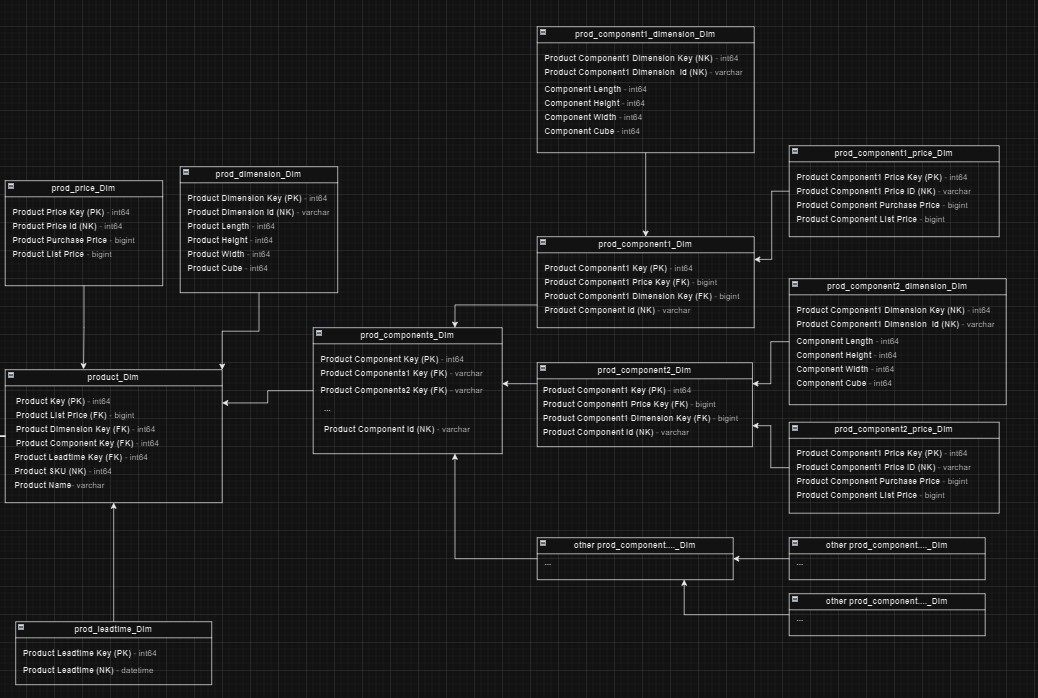 prod_component1_dimension_Dim
Product Component1 Dimension Key (NK) - int64
Product Component1 Dimension Id (NK) - varchar
Component Length - int64
Component Height - int64
Component Width - int64
Component Cube - int64
prod_component1_price_Dim
Product Component1 Price Key (PK) - int64
Product Component1 Price ID (NK) - varchar
Product Component Purchase Price - bigint
Product Component List Price - bigint
prod_price_Dim
Product Price Key (PK) - int64
Product Price Id (NK) - int64
Product Purchase Price - bigint
Product List Price - bigint
prod_dimension_Dim
Product Dimension Key (PK) - int64
Product Dimension Id (NK) - varchar
Product Length - int64
Product Height - int64
Product Width - int64
Product Cube - int64
prod_component1_Dim
Product Component1 Key (PK) - int64
Product Component1 Price Key (FK) - bigint
Product Component1 Dimension Key (FK) - bigint
Product Component Id (NK) - varchar
prod_component2_dimension_Dim
Product Component1 Dimension Key (NK) - int64
Product Component1 Dimension Id (NK) - varchar
Component Length - int64
Component Height - int64
Component Width - int64
Component Cube - int64
prod_components_Dim
Product Component Key (PK) - int64
Product Components1 Key (FK) - varchar
Product Components2 Key (FK) - varchar
...
Product Component Id (NK) - varchar
prod_component2_Dim
Product Component1 Key (PK) - int64
Product Component1 Price Key (FK) - bigint
Product Component1 Dimension Key (FK) - bigint
Product Component Id (NK) - varchar
product_Dim
Product Key (PK) - int64
Product List Price (FK) - bigint
Product Dimension Key (FK) - int64
Product Component Key (FK) - int64
Product Leadtime Key (FK) - int64
Product SKU (NK) - int64
Product Name- varchar
prod_component2_price_Dim
Product Component1 Price Key (PK) - int64
Product Component1 Price ID (NK) - varchar
Product Component Purchase Price - bigint
Product Component List Price - bigint
other prod_component...._Dim
...
other prod_component...._Dim
...
other prod_component...._Dim
...
prod_leadtime_Dim
Product Leadtime Key (PK) - int64
Product Leadtime (NK) - datetime